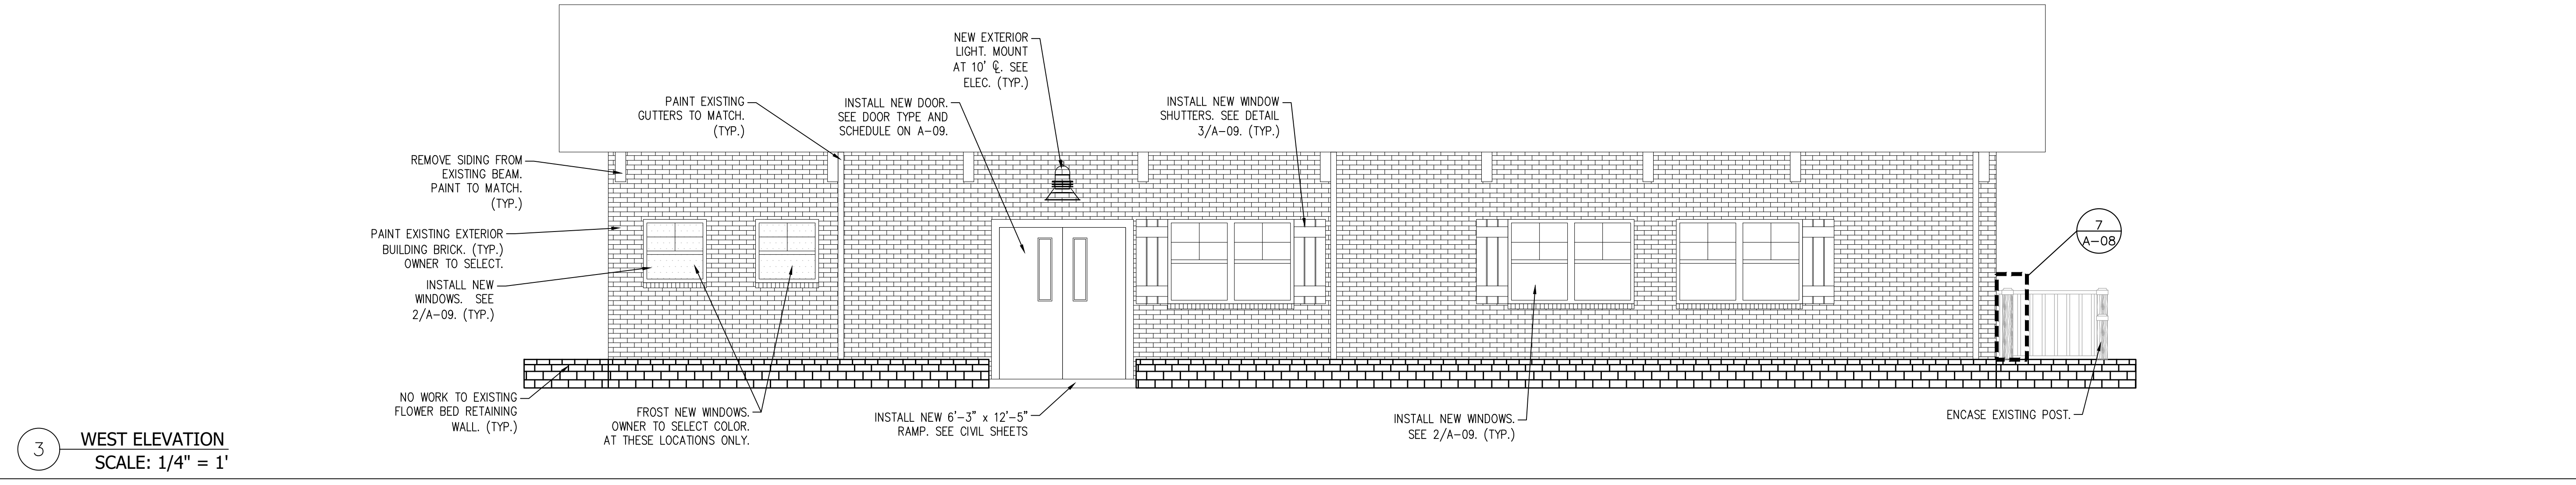 NEW EXTERIOR
LIGHT. MOUNT
AT 10' ℄. SEE
ELEC. (TYP.)
PAINT EXISTING
GUTTERS TO MATCH.
(TYP.)
INSTALL NEW DOOR.
SEE DOOR TYPE AND
SCHEDULE ON A-09.
INSTALL NEW WINDOW
SHUTTERS. SEE DETAIL
3/A-09. (TYP.)
REMOVE SIDING FROM
EXISTING BEAM.
PAINT TO MATCH.
(TYP.)
PAINT EXISTING EXTERIOR
BUILDING BRICK. (TYP.)
OWNER TO SELECT.
INSTALL NEW
WINDOWS. SEE
2/A-09. (TYP.)
7
A-08
NO WORK TO EXISTING
FLOWER BED RETAINING
WALL. (TYP.)
FROST NEW WINDOWS.
OWNER TO SELECT COLOR.
AT THESE LOCATIONS ONLY.
INSTALL NEW 6'-3" x 12'-5"
RAMP. SEE CIVIL SHEETS
INSTALL NEW WINDOWS.
SEE 2/A-09. (TYP.)
ENCASE EXISTING POST.
3
WEST ELEVATION
SCALE: 1/4" = 1'